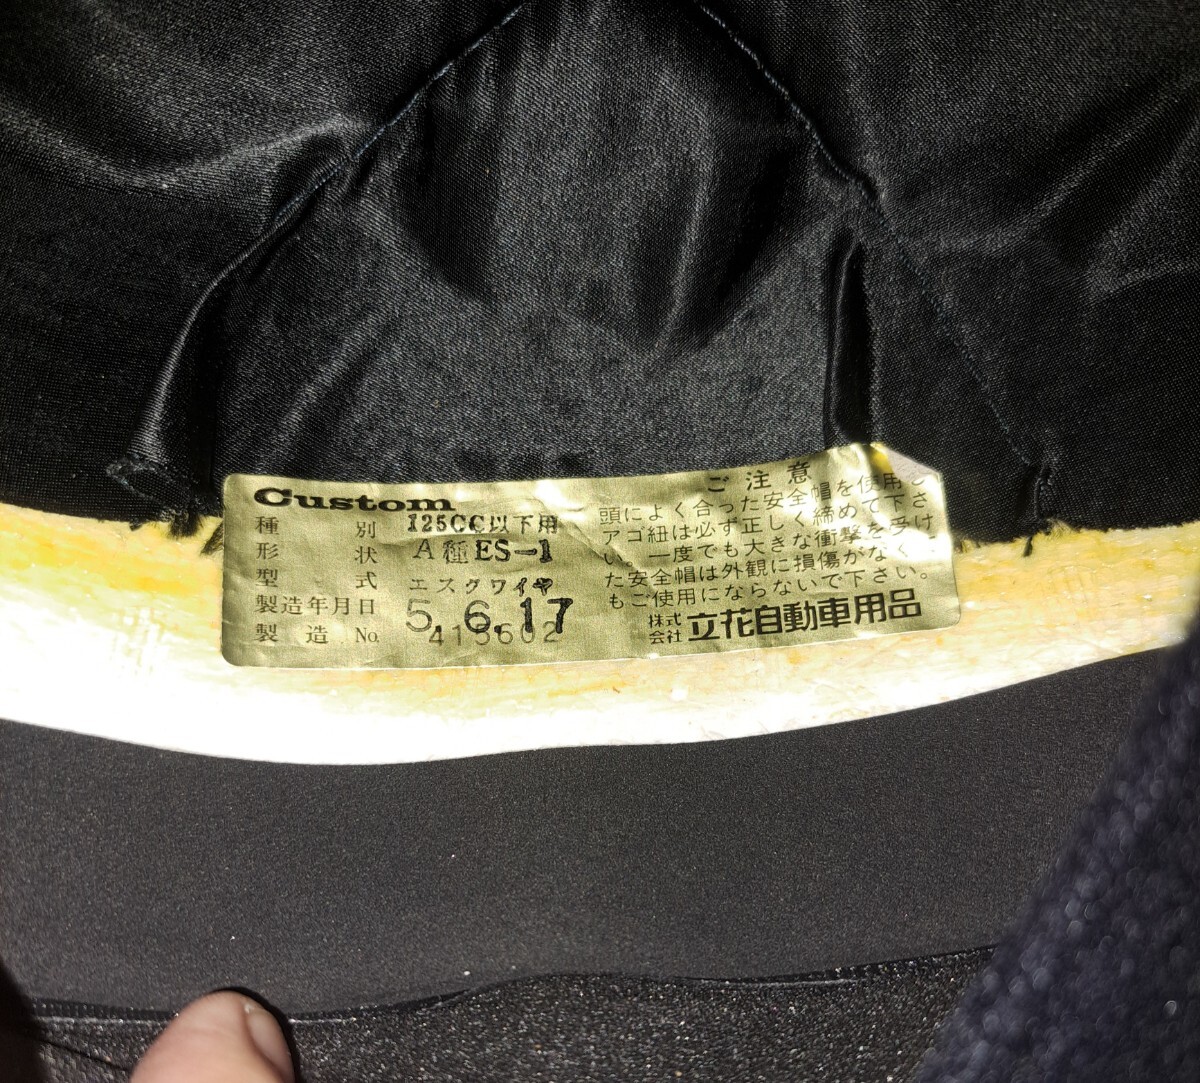 Custom
種別 125CC以下用
形状 A種ES-1
型式 エスクワイヤ
製造年月日 5.6.17
製造No. 413602
ご注意
頭によく合った安全帽を使用し
アゴ紐は必ず正しく締めて下さ
い。一度でも大きな衝撃を受け
た安全帽は外観に損傷がなく
もご使用にならないで下さい。
株式会社 立花自動車用品